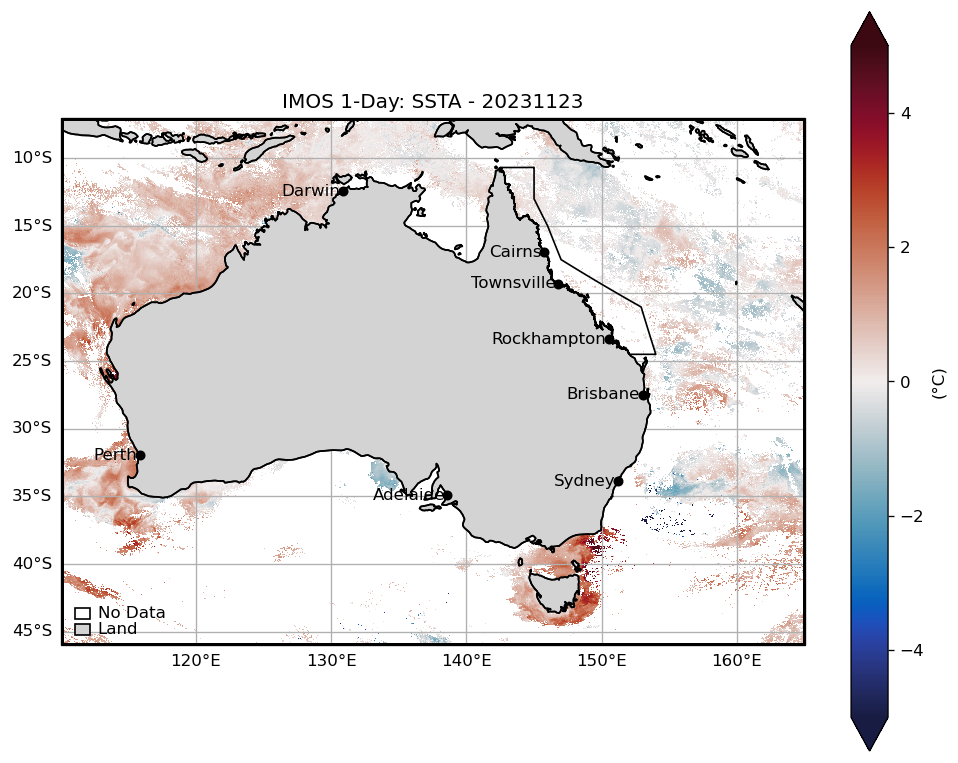 IMOS 1-Day: SSTA - 20231123
10°S
15°S
20°S
25°S
30°S
35°S
40°S
45°S
Darwin
Cairns
Townsville
Rockhampton
Brisbane
Perth
Sydney
Adelaide
No Data
Land
120°E
130°E
140°E
150°E
160°E
4
2
0
−2
−4
(°C)